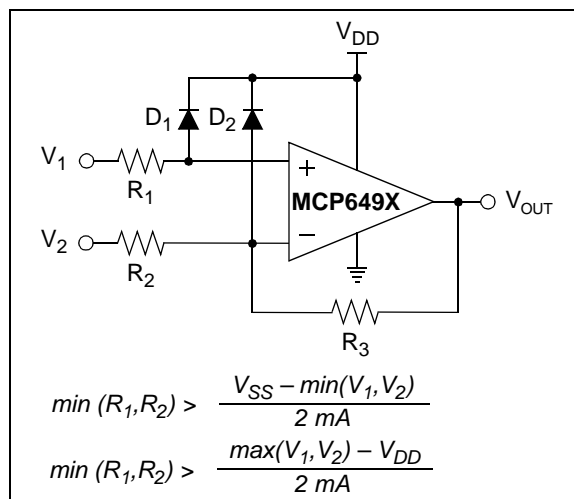 V_DD
D_1 D_2
V_1
R_1
+
MCP649X
V_OUT
V_2
−
R_2
R_3
min (R_1,R_2) > V_SS – min(V_1,V_2) / 2 mA
min (R_1,R_2) > max(V_1,V_2) – V_DD / 2 mA